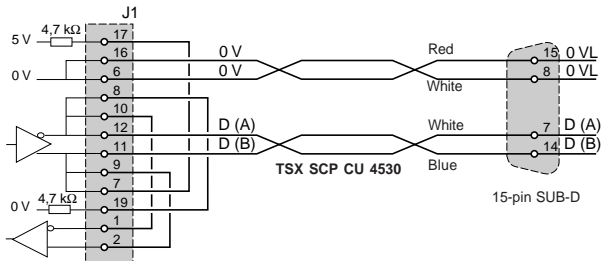 J1
5 V 4,7 kΩ 17
16 0 V Red 15 0 VL
0 V 6 0 V White 8 0 VL
8
10
12 D (A) White 7 D (A)
11 D (B) Blue 14 D (B)
TSX SCP CU 4530
9
7
15-pin SUB-D
0 V 4,7 kΩ 19
1
2